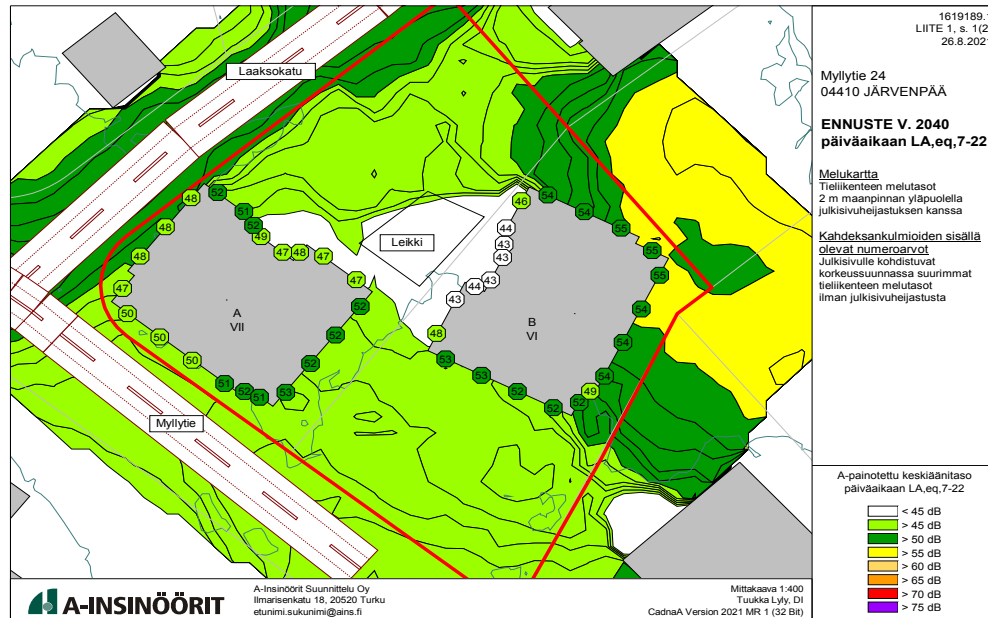 1619189.1
LIITE 1, s. 1(2
26.8.2021
Myllytie 24
04410 JÄRVENPÄÄ
ENNUSTE V. 2040
päiväaikaan LA,eq,7-22
Melukartta
Tieliikenteen melutasot
2 m maanpinnan yläpuolella
julkisivuheijastuksen kanssa
Kahdeksankulmioiden sisällä
olevat numeroarvot
Julkisivulle kohdistuvat
korkeussuunnassa suurimmat
tieliikenteen melutasot
ilman julkisivuheijastusta
Laaksokatu
Leikki
Myllytie
A
VII
B
VI
52
48
51
52
48
49
48
48
48
47
48
47
50
50
50
51
52
51
53
52
52
52
46
54
54
55
55
55
54
54
54
49
52
52
52
53
53
48
43
44
43
43
43
44
A-painotettu keskiäänitaso
päiväaikaan LA,eq,7-22
< 45 dB
> 45 dB
> 50 dB
> 55 dB
> 60 dB
> 65 dB
> 70 dB
> 75 dB
A-INSINÖÖRIT
A-Insinöörit Suunnittelu Oy
Ilmarisenkatu 18, 20520 Turku
etunimi.sukunimi@ains.fi
Mittakaava 1:400
Tuukka Lyly, DI
CadnaA Version 2021 MR 1 (32 Bit)